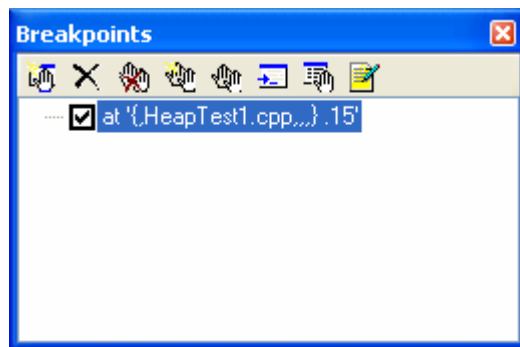 Breakpoints
at '{,HeapTest1.cpp,,,} .15'